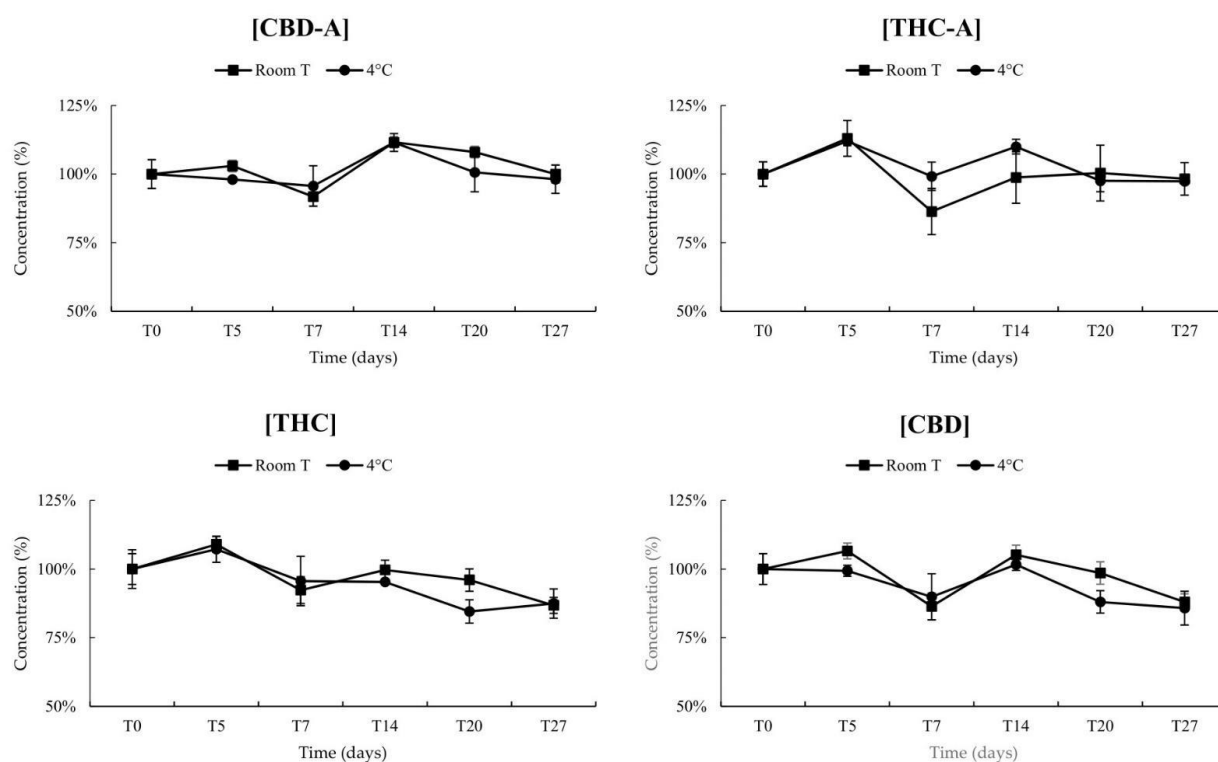 [CBD-A]
Room T 4°C
125%
100%
75%
50%
Concentration (%)
T0 T5 T7 T14 T20 T27
Time (days)
[THC-A]
Room T 4°C
125%
100%
75%
50%
Concentration (%)
T0 T5 T7 T14 T20 T27
Time (days)
[THC]
Room T 4°C
125%
100%
75%
50%
Concentration (%)
T0 T5 T7 T14 T20 T27
Time (days)
[CBD]
Room T 4°C
125%
100%
75%
50%
Concentration (%)
T0 T5 T7 T14 T20 T27
Time (days)